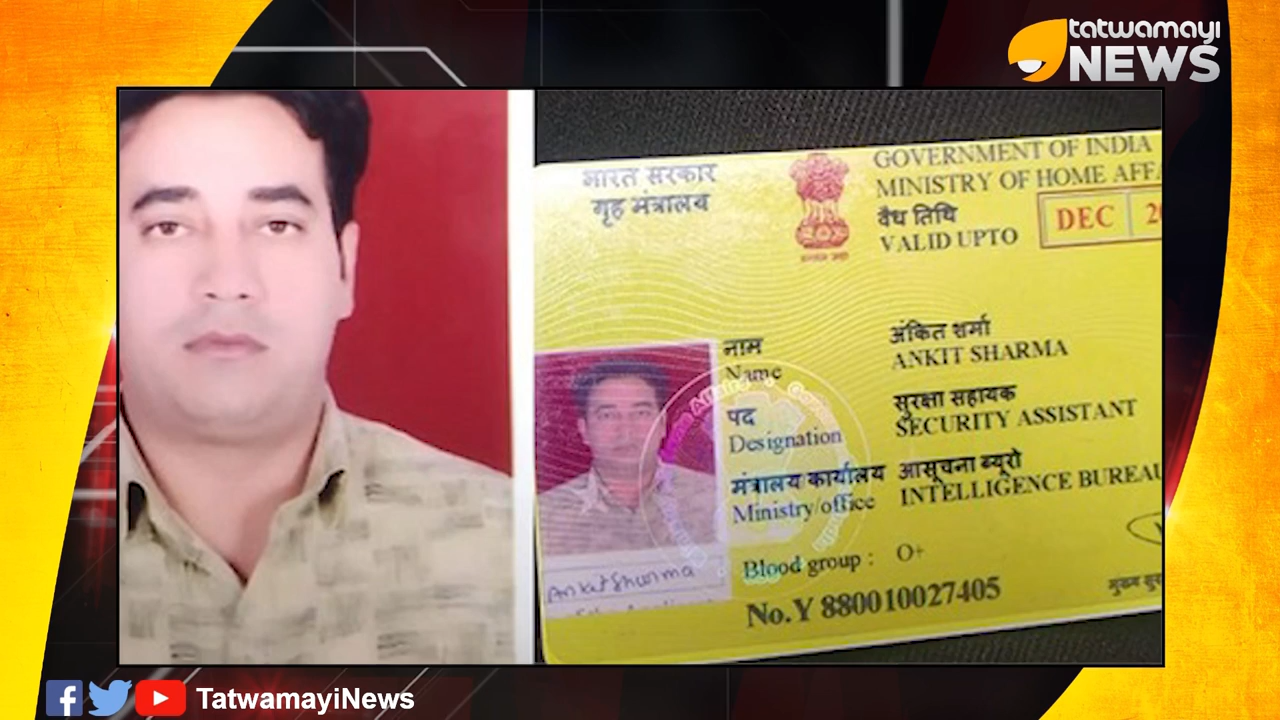 tatwamayi
NEWS
भारत सरकार
गृह मंत्रालय
GOVERNMENT OF INDIA
MINISTRY OF HOME AFFA
वैध तिथि
VALID UPTO
DEC 20
नाम
Name
अंकित शर्मा
ANKIT SHARMA
पद
Designation
सुरक्षा सहायक
SECURITY ASSISTANT
मंत्रालय कार्यालय
Ministry/office
आसूचना ब्यूरो
INTELLIGENCE BUREAU
Blood group : O+
No.Y 880010027405
Ankit Sharma
मुख्य सुर
TatwamayiNews